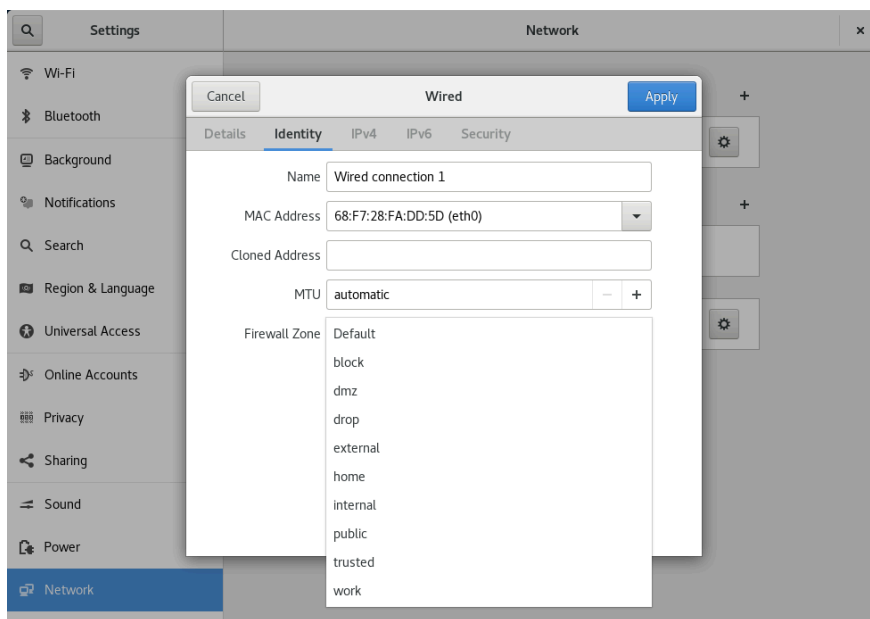 Settings
Network
Wi-Fi
Bluetooth
Background
Notifications
Search
Region & Language
Universal Access
Online Accounts
Privacy
Sharing
Sound
Power
Network
Cancel
Wired
Apply
Details Identity IPv4 IPv6 Security
Name Wired connection 1
MAC Address 68:F7:28:FA:DD:5D (eth0)
Cloned Address
MTU automatic
Firewall Zone Default
block
dmz
drop
external
home
internal
public
trusted
work